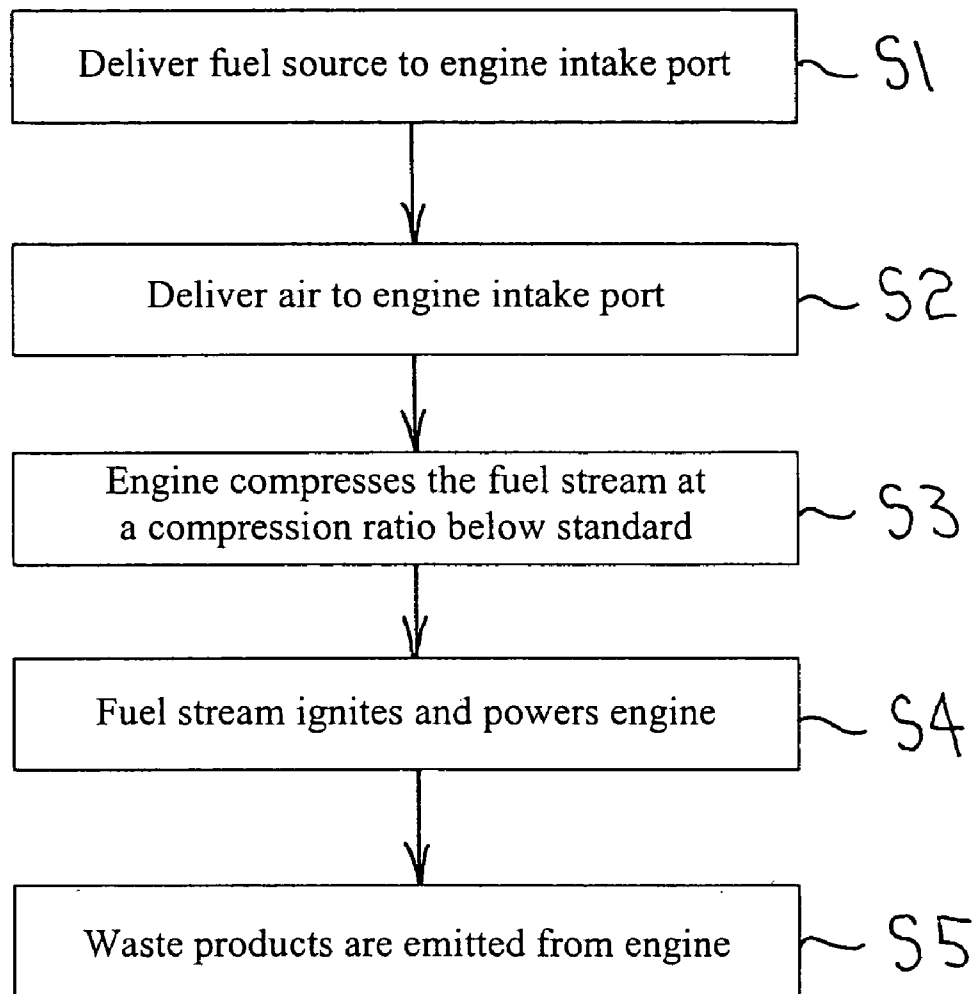 Deliver fuel source to engine intake port
S1
Deliver air to engine intake port
S2
Engine compresses the fuel stream at
a compression ratio below standard
S3
Fuel stream ignites and powers engine
S4
Waste products are emitted from engine
S5